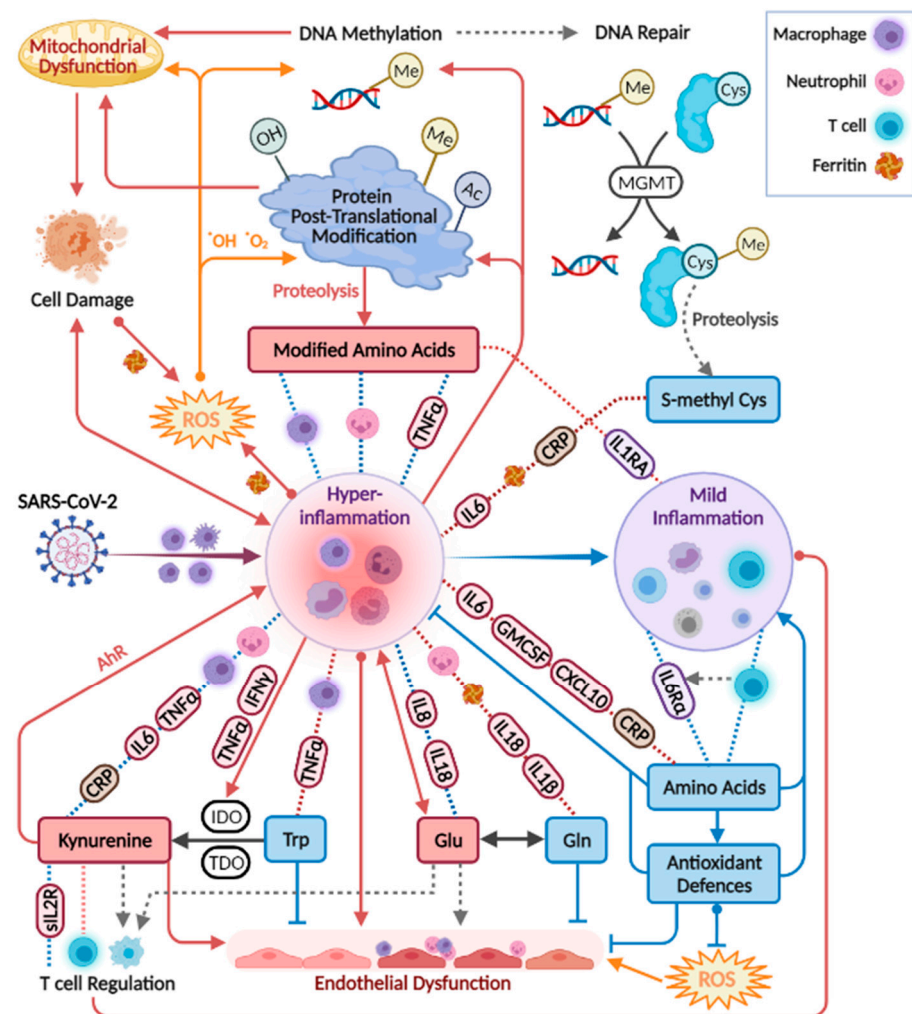 Mitochondrial
Dysfunction
DNA Methylation
DNA Repair
Macrophage
Neutrophil
T cell
Ferritin
Me
Me
Cys
MGMT
Cys
Me
Proteolysis
S-methyl Cys
OH
Me
Ac
Protein
Post-Translational
Modification
•OH •O₂
Cell Damage
Proteolysis
Modified Amino Acids
ROS
TNFα
CRP
IL6
IL1RA
SARS-CoV-2
Hyper-
inflammation
Mild
Inflammation
AhR
CRP
IL6
TNFα
TNFα
IFNγ
TNFα
IL8
IL18
IL18
IL1β
IL6
GMCSF
CXCL10
CRP
IL6Rα
Amino Acids
Antioxidant
Defences
Kynurenine
IDO
TDO
Trp
Glu
Gln
sIL2R
T cell Regulation
Endothelial Dysfunction
ROS